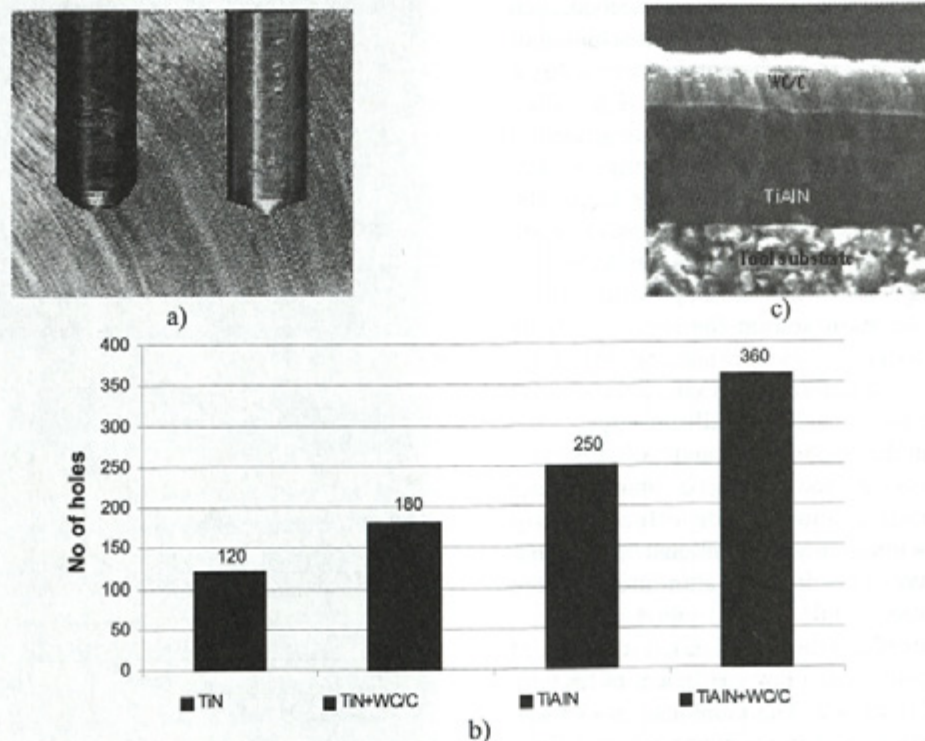 WC/C
TiAlN
Tool substrate
a)
c)
400
350
300
250
200
150
100
50
0
No of holes
120
180
250
360
TiN
TiN+WC/C
TiAlN
TiAlN+WC/C
b)